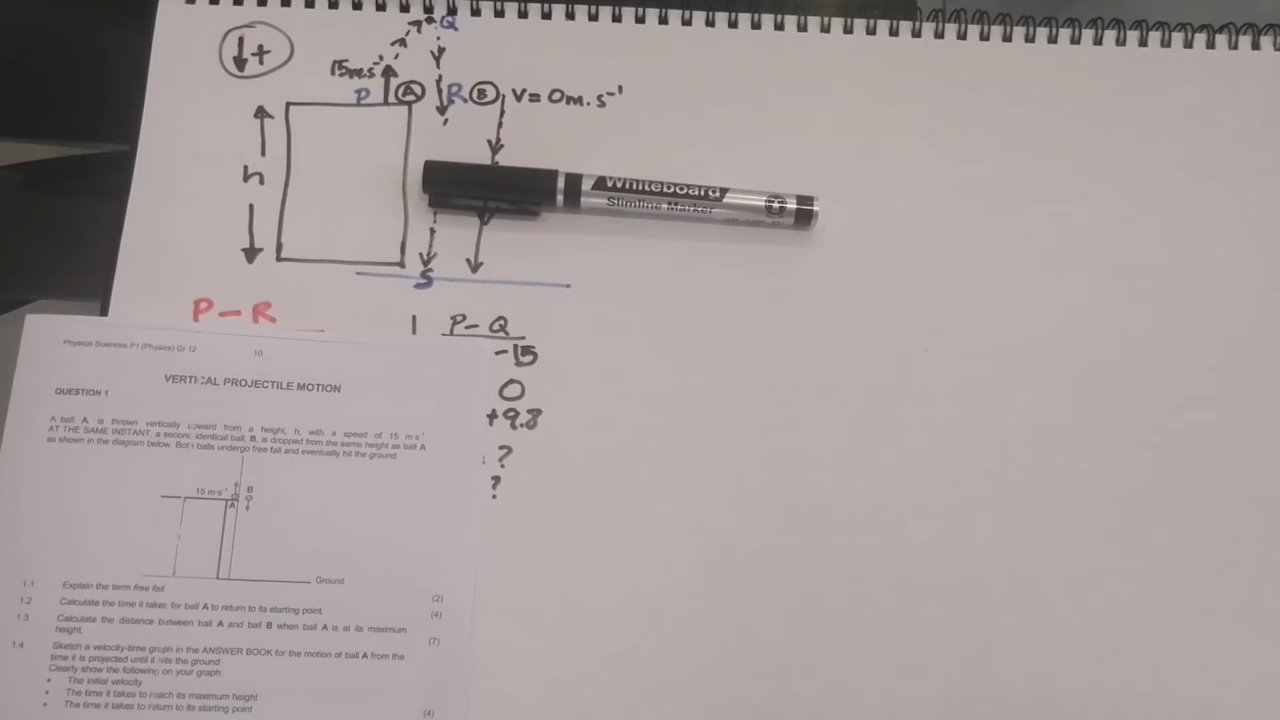 ↓+
Q
15ms⁻¹
P A R B V = 0m.s⁻¹
h
Whiteboard
Slimline Marker
S
P - R
1 P - Q
-15
0
+9.8
?
?
Physical Sciences P1 (Physics) Gr 12
10
VERTICAL PROJECTILE MOTION
QUESTION 1
A ball, A, is thrown vertically upward from a height, h, with a speed of 15 m·s⁻¹
AT THE SAME INSTANT, a second identical ball, B, is dropped from the same height as ball A
as shown in the diagram below. Both balls undergo free fall and eventually hit the ground
15 m·s⁻¹
B
A
Ground
1.1 Explain the term free fall
(2)
1.2 Calculate the time it takes for ball A to return to its starting point.
(4)
1.3 Calculate the distance between ball A and ball B when ball A is at its maximum
height.
(7)
1.4 Sketch a velocity-time graph in the ANSWER BOOK for the motion of ball A from the
time it is projected until it hits the ground
Clearly show the following on your graph
• The initial velocity
• The time it takes to reach its maximum height
• The time it takes to return to its starting point
(4)